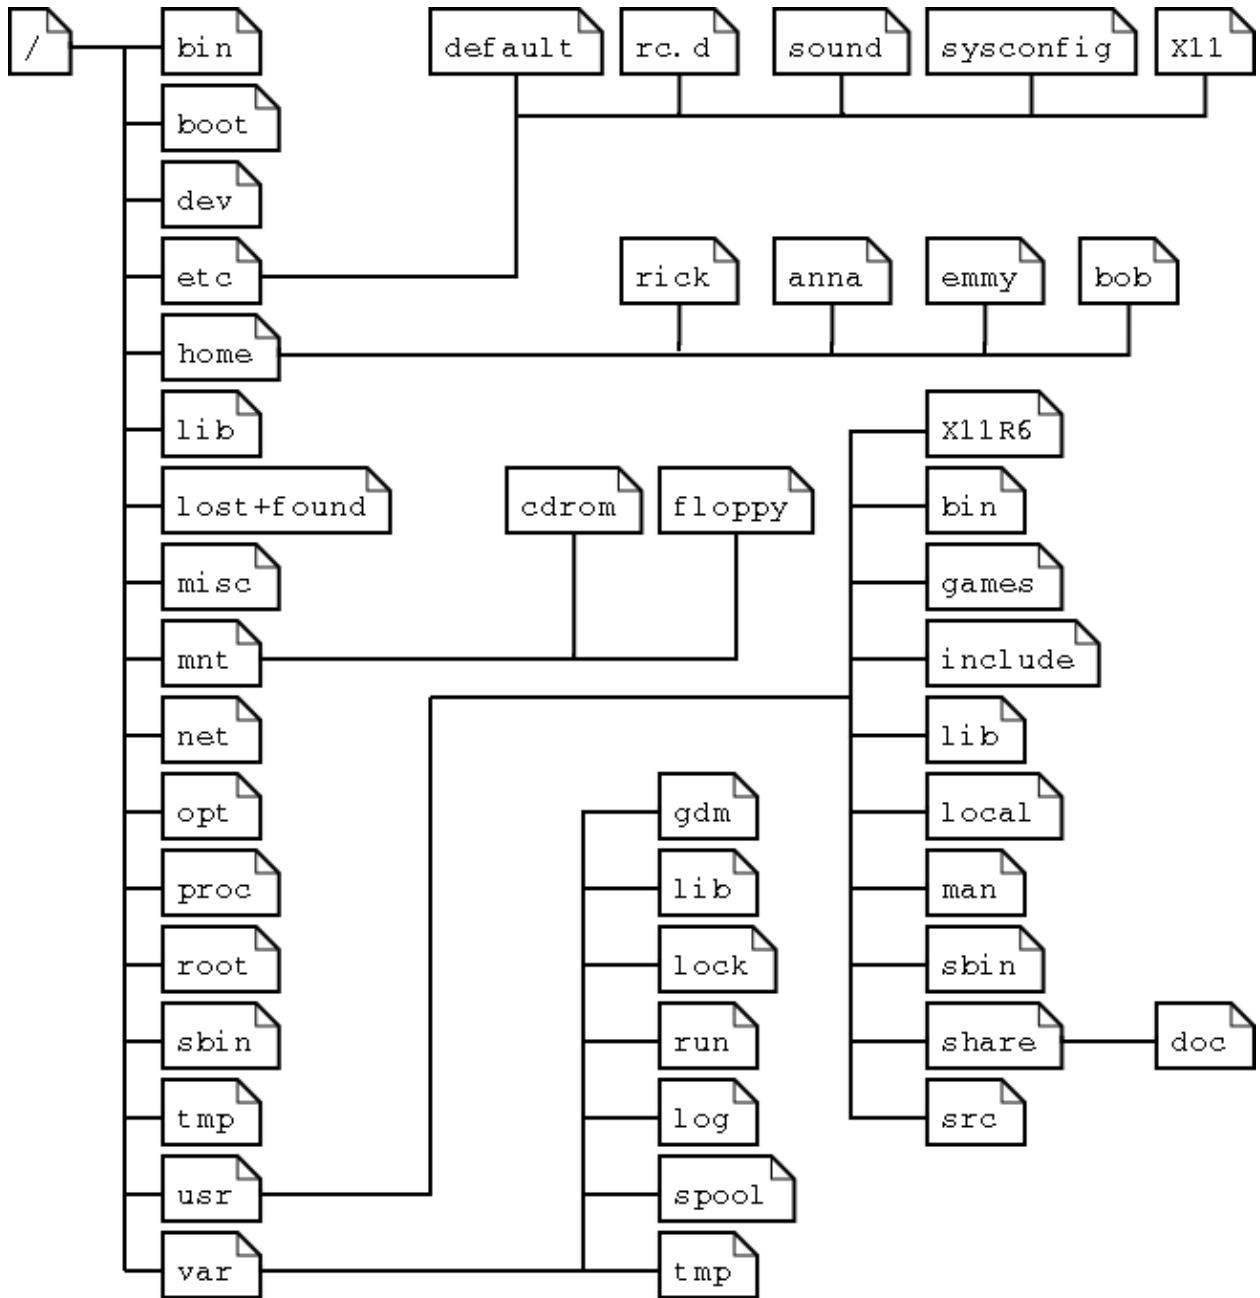 / bin default rc.d sound sysconfig X11
boot
dev
etc rick anna emmy bob
home
lib X11R6
lost+found cdrom floppy bin
misc games
mnt include
net lib
opt gdm local
proc lib man
root lock sbin
sbin run share doc
tmp log src
usr spool
var tmp